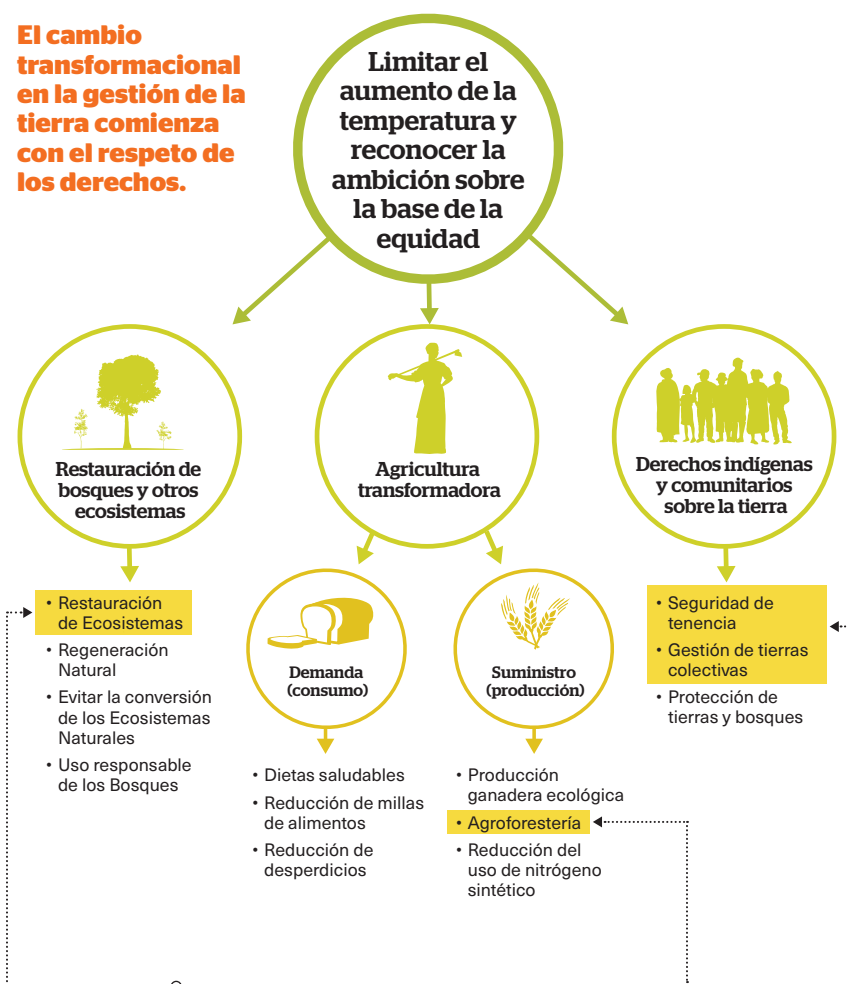 El cambio
transformacional
en la gestión de la
tierra comienza
con el respeto de
los derechos.
Limitar el
aumento de la
temperatura y
reconocer la
ambición sobre
la base de la
equidad
Restauración de
bosques y otros
ecosistemas
Agricultura
transformadora
Derechos indígenas
y comunitarios
sobre la tierra
• Restauración
de Ecosistemas
• Regeneración
Natural
• Evitar la conversión
de los Ecosistemas
Naturales
• Uso responsable
de los Bosques
Demanda
(consumo)
• Dietas saludables
• Reducción de millas
de alimentos
• Reducción de
desperdicios
Suministro
(producción)
• Producción
ganadera ecológica
• Agroforestería
• Reducción del
uso de nitrógeno
sintético
• Seguridad de
tenencia
• Gestión de tierras
colectivas
• Protección de
tierras y bosques